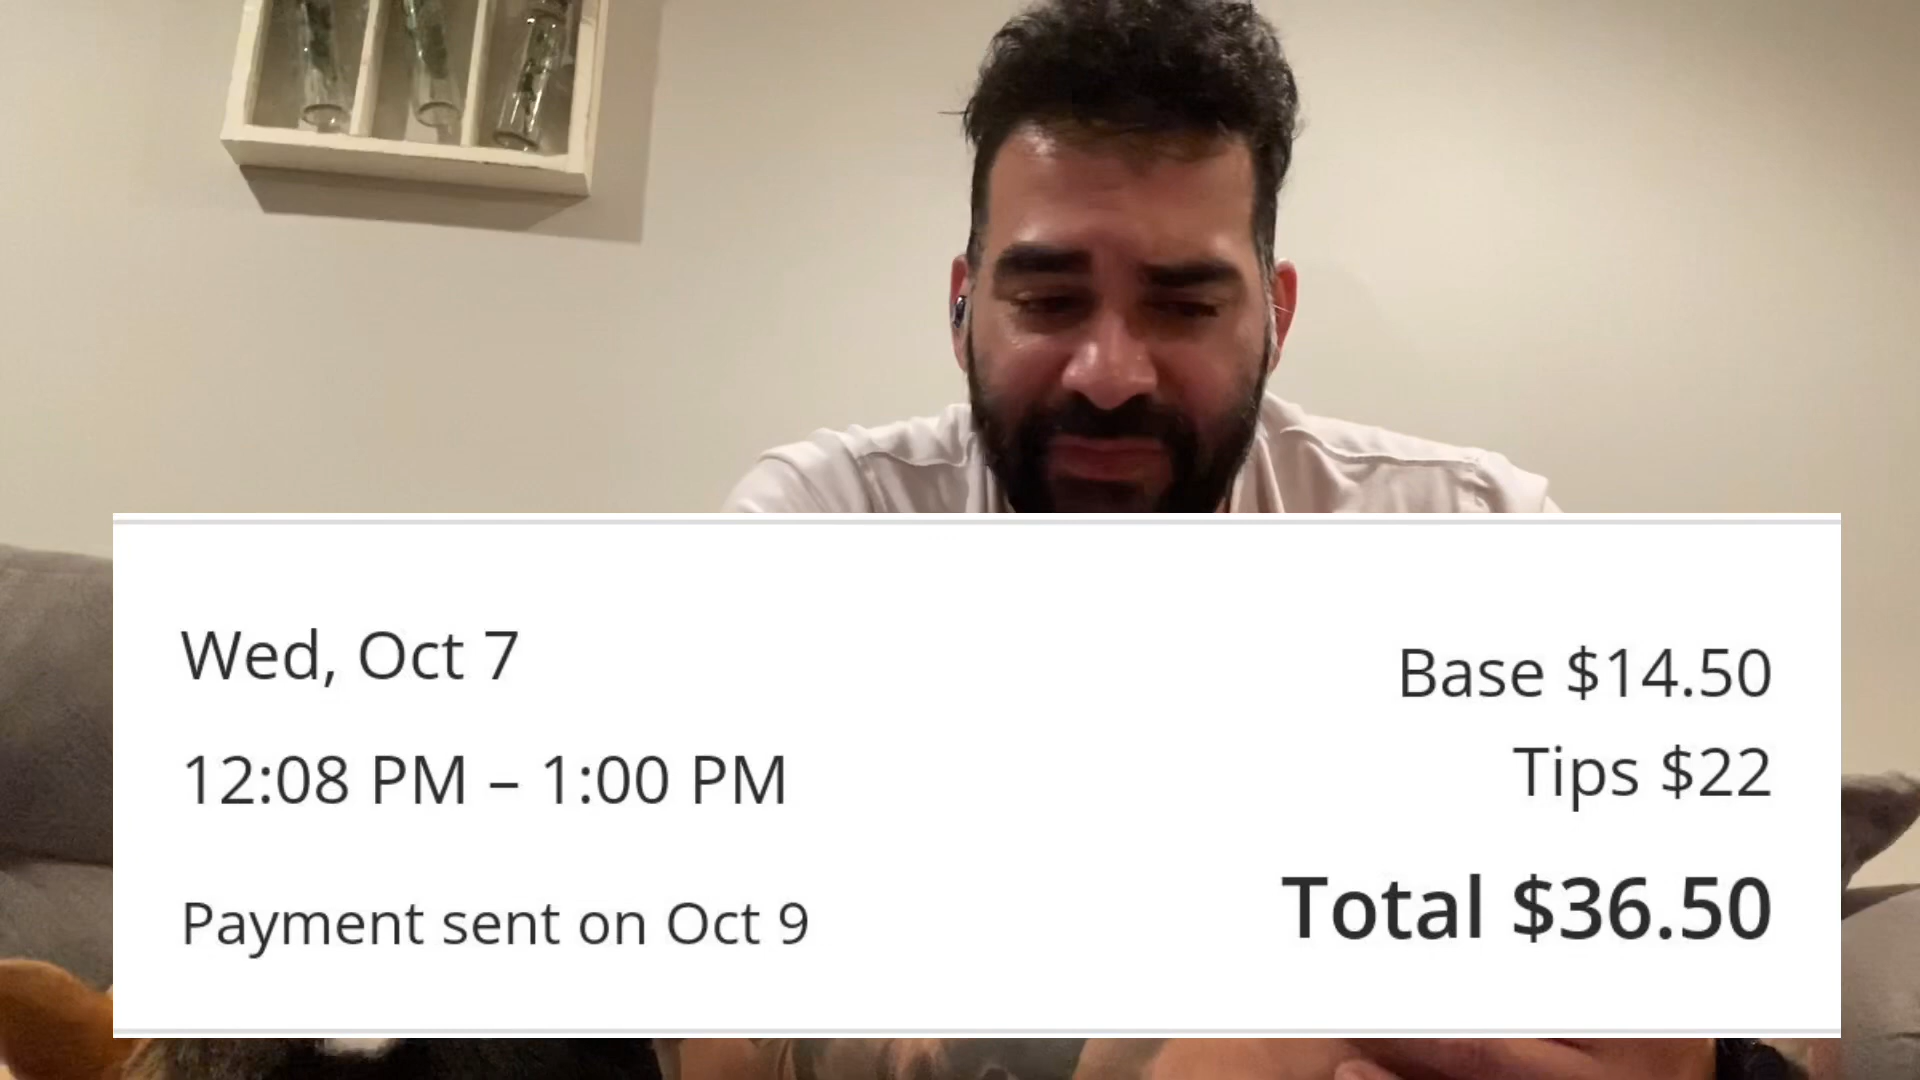 Wed, Oct 7
12:08 PM – 1:00 PM
Payment sent on Oct 9
Base $14.50
Tips $22
Total $36.50